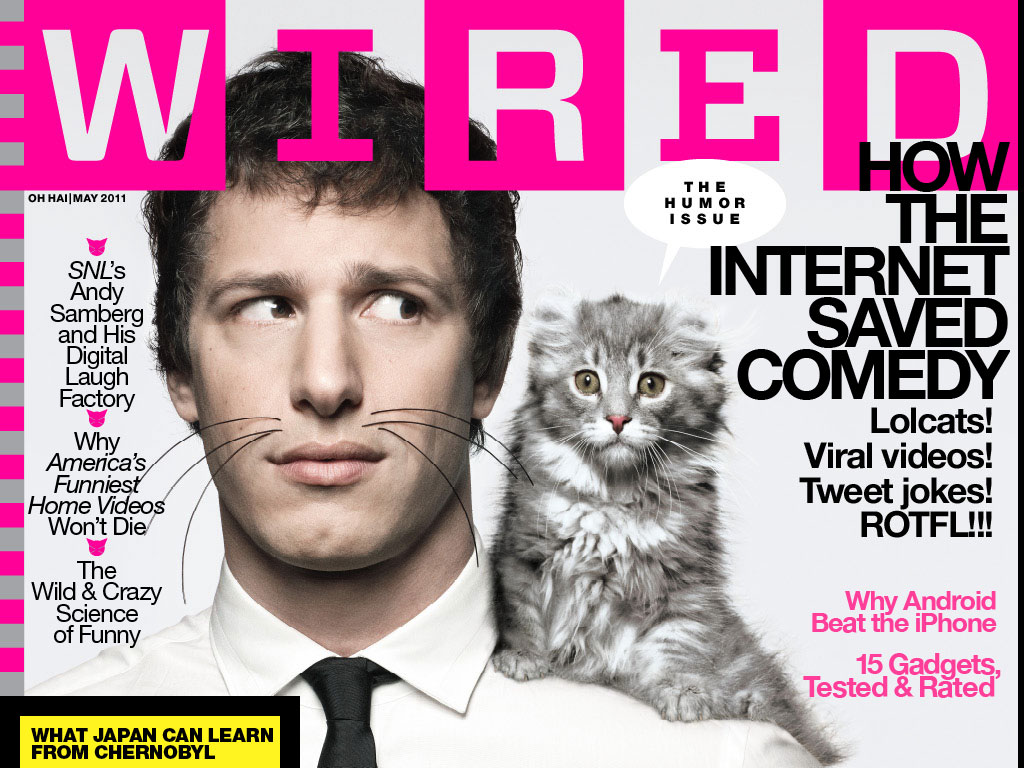 WIRED
OH HAI|MAY 2011
THE
HUMOR
ISSUE
HOW
THE
INTERNET
SAVED
COMEDY
Lolcats!
Viral videos!
Tweet jokes!
ROTFL!!!
Why Android
Beat the iPhone
15 Gadgets,
Tested & Rated
SNL's
Andy
Samberg
and His
Digital
Laugh
Factory
Why
America's
Funniest
Home Videos
Won't Die
The
Wild & Crazy
Science
of Funny
WHAT JAPAN CAN LEARN
FROM CHERNOBYL